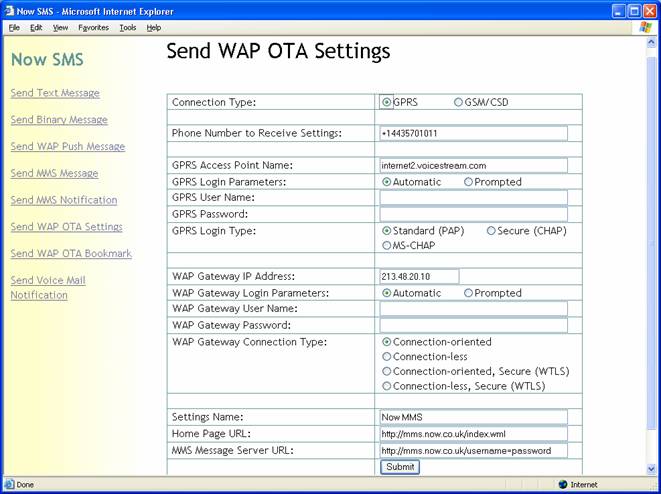 Now SMS - Microsoft Internet Explorer
File Edit View Favorites Tools Help
Now SMS
Send Text Message
Send Binary Message
Send WAP Push Message
Send MMS Message
Send MMS Notification
Send WAP OTA Settings
Send WAP OTA Bookmark
Send Voice Mail
Notification
Send WAP OTA Settings
Connection Type: GPRS GSM/CSD
Phone Number to Receive Settings: +14435701011
GPRS Access Point Name: internet2.voicestream.com
GPRS Login Parameters: Automatic Prompted
GPRS User Name:
GPRS Password:
GPRS Login Type: Standard (PAP) Secure (CHAP)
MS-CHAP
WAP Gateway IP Address: 213.48.20.10
WAP Gateway Login Parameters: Automatic Prompted
WAP Gateway User Name:
WAP Gateway Password:
WAP Gateway Connection Type: Connection-oriented
Connection-less
Connection-oriented, Secure (WTLS)
Connection-less, Secure (WTLS)
Settings Name: Now MMS
Home Page URL: http://mms.now.co.uk/index.wml
MMS Message Server URL: http://mms.now.co.uk/username=password
Submit
Done Internet